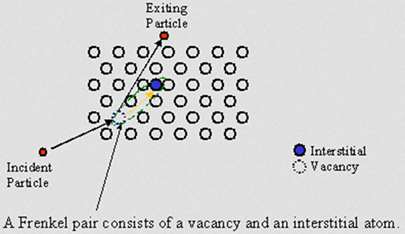 Exiting
Particle
Incident
Particle
Interstitial
Vacancy
A Frenkel pair consists of a vacancy and an interstitial atom.